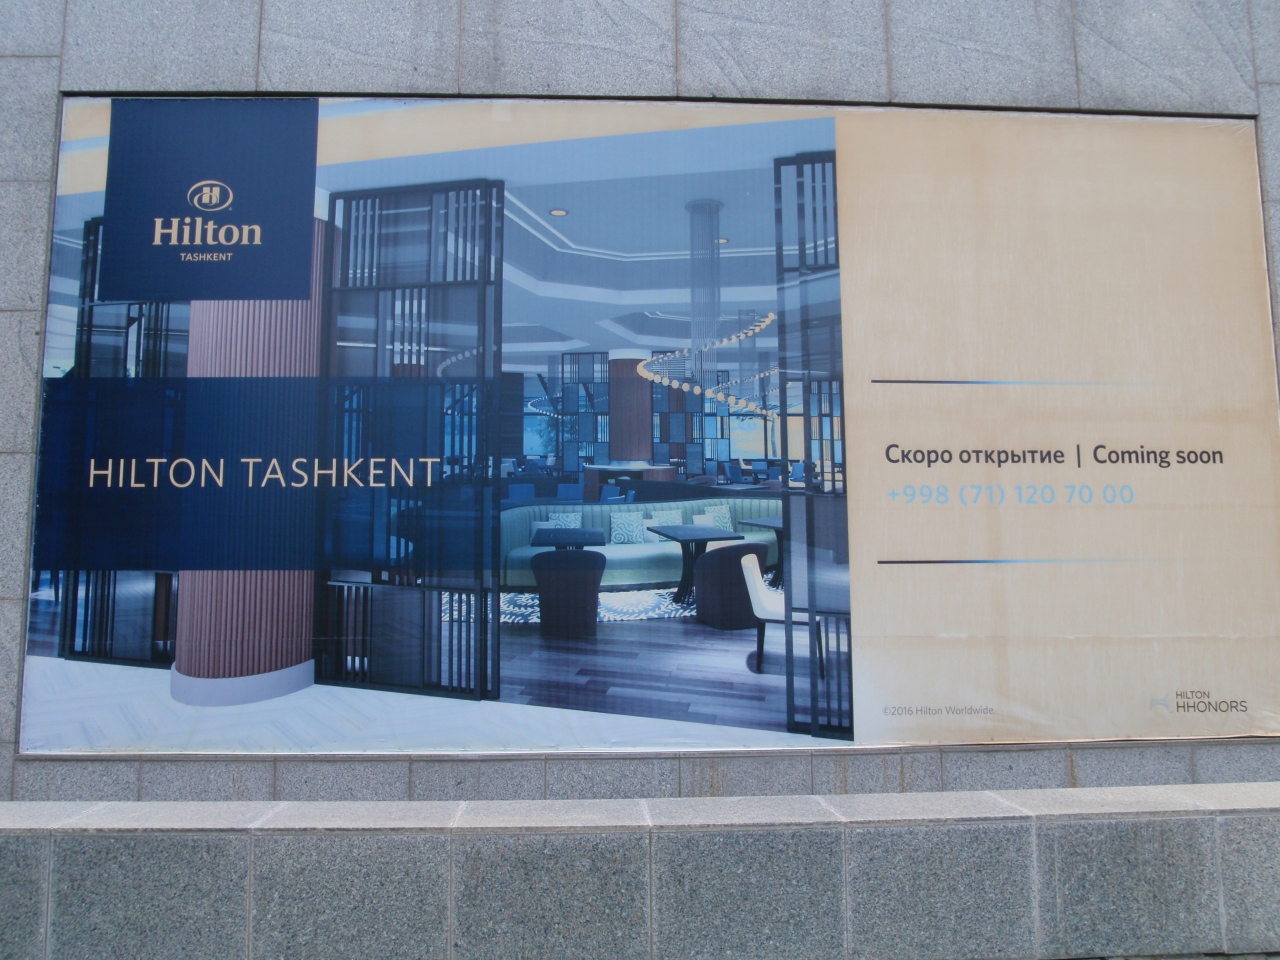 Hilton
TASHKENT
HILTON TASHKENT
Скоро открытие | Coming soon
+998 (71) 120 70 00
©2016 Hilton Worldwide
HILTON
HHONORS